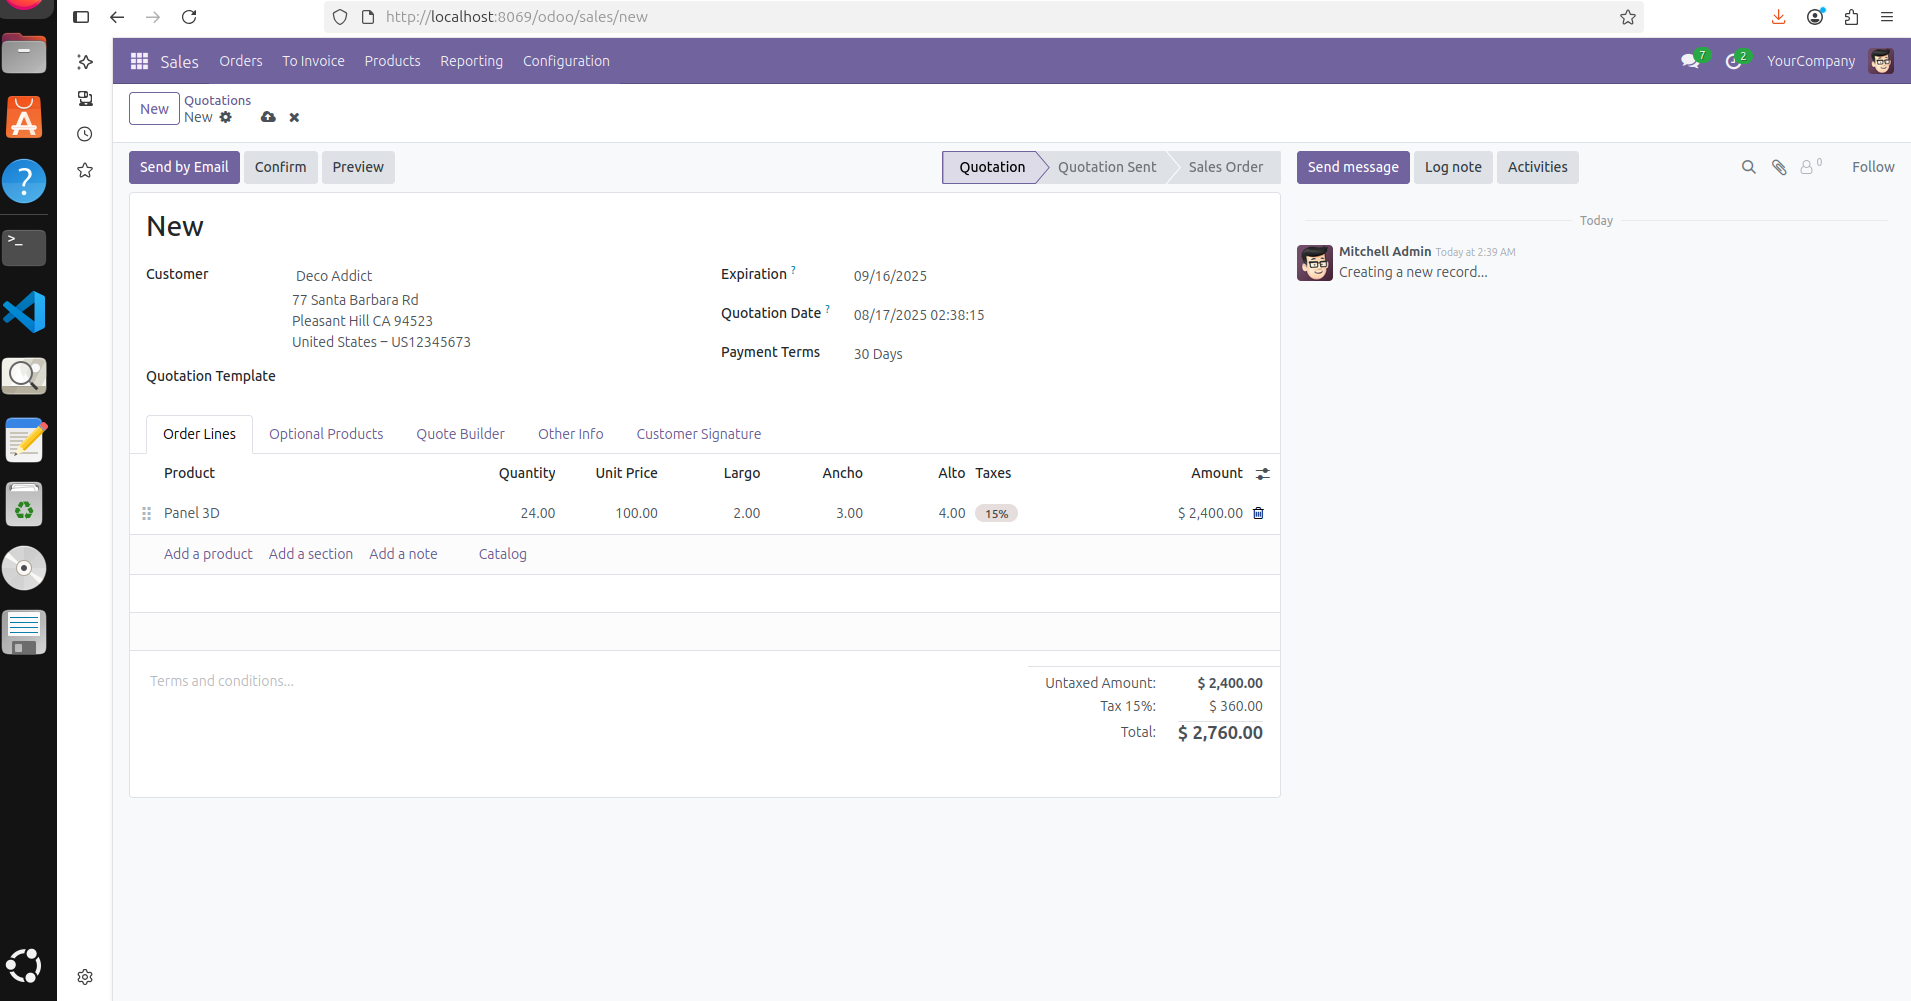 http://localhost:8069/odoo/sales/new
Sales Orders To Invoice Products Reporting Configuration 7 2 YourCompany
New Quotations
New
Send by Email Confirm Preview Quotation Quotation Sent Sales Order Send message Log note Activities 0 Follow
New
Customer Deco Addict
77 Santa Barbara Rd
Pleasant Hill CA 94523
United States – US12345673
Quotation Template
Expiration ? 09/16/2025
Quotation Date ? 08/17/2025 02:38:15
Payment Terms 30 Days
Order Lines Optional Products Quote Builder Other Info Customer Signature
Product Quantity Unit Price Largo Ancho Alto Taxes Amount
Panel 3D 24.00 100.00 2.00 3.00 4.00 15% $ 2,400.00
Add a product Add a section Add a note Catalog
Terms and conditions...
Untaxed Amount: $ 2,400.00
Tax 15%: $ 360.00
Total: $ 2,760.00
Today
Mitchell Admin Today at 2:39 AM
Creating a new record...